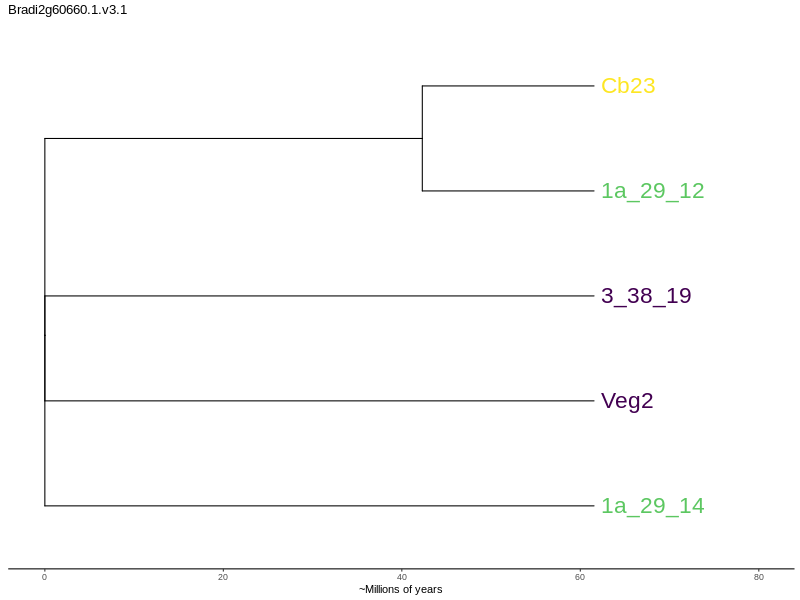 Bradi2g60660.1.v3.1
Cb23
1a_29_12
3_38_19
Veg2
1a_29_14
0 20 40 60 80
~Millions of years